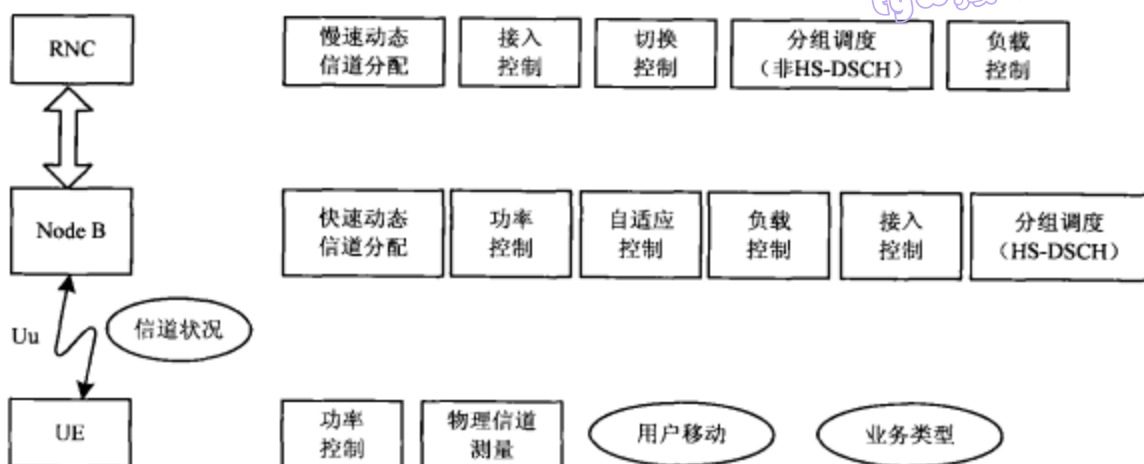 RNC
慢速动态
信道分配
接入
控制
切换
控制
分组调度
（非HS-DSCH）
负载
控制
Node B
快速动态
信道分配
功率
控制
自适应
控制
负载
控制
接入
控制
分组调度
（HS-DSCH）
Uu
信道状况
UE
功率
控制
物理信道
测量
用户移动
业务类型